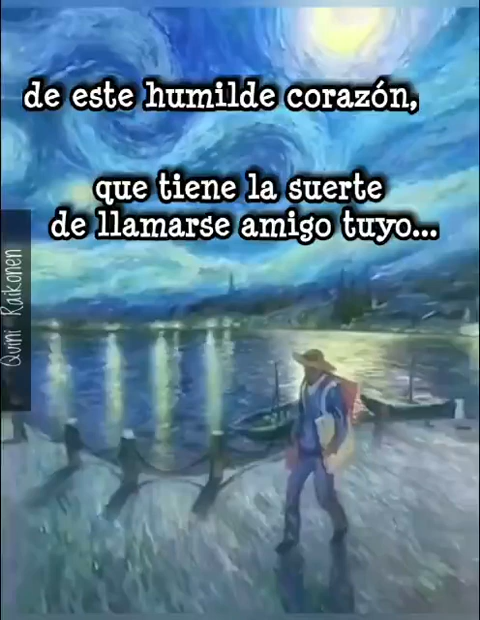 de este humilde corazón,
que tiene la suerte
de llamarse amigo tuyo...
Quini Raikonen